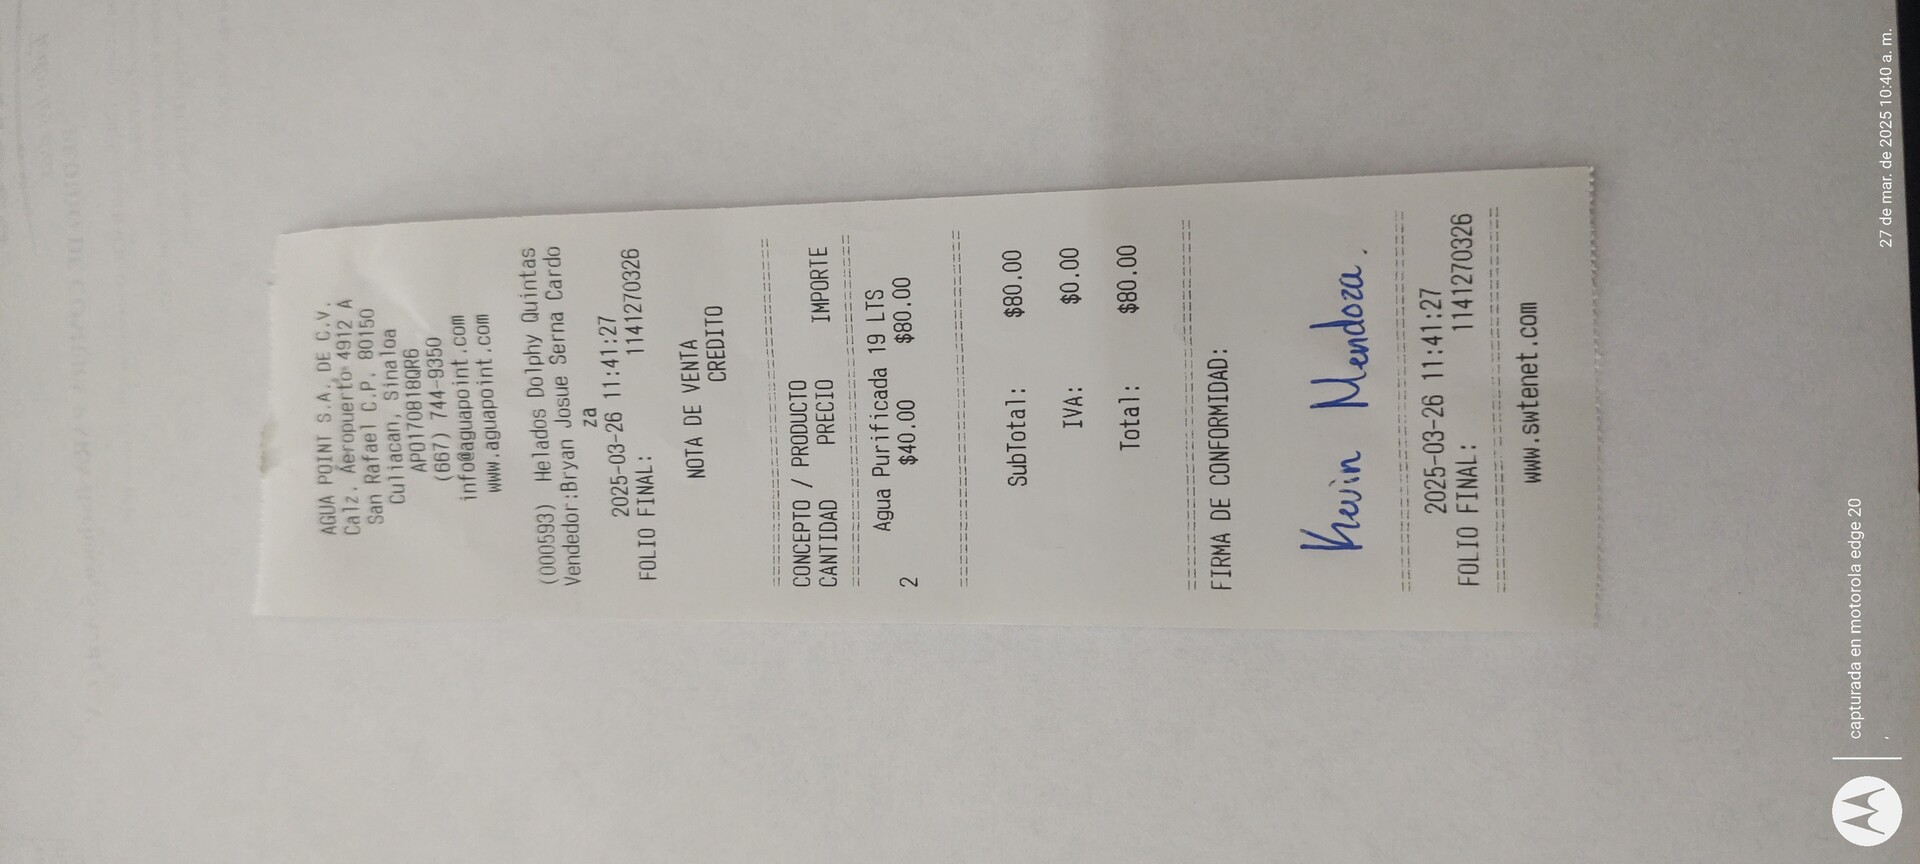 AGUA POINT S.A. DE C.V.
Calz. Aeropuerto 4912 A
San Rafael C.P. 80150
Culiacan, Sinaloa
APO170818QR6
(667) 744-9350
info@aguapoint.com
www.aguapoint.com
(000593) Helados Dolphy Quintas
Vendedor:Bryan Josue Serna Cardo
za
2025-03-26 11:41:27
FOLIO FINAL: 1141270326
NOTA DE VENTA
CREDITO
CONCEPTO / PRODUCTO
CANTIDAD PRECIO IMPORTE
Agua Purificada 19 LTS
2 $40.00 $80.00
SubTotal: $80.00
IVA: $0.00
Total: $80.00
FIRMA DE CONFORMIDAD:
Kevin Mendoza.
2025-03-26 11:41:27
FOLIO FINAL: 1141270326
www.swtenet.com
capturada en motorola edge 20
,
27 de mar. de 2025 10:40 a. m.